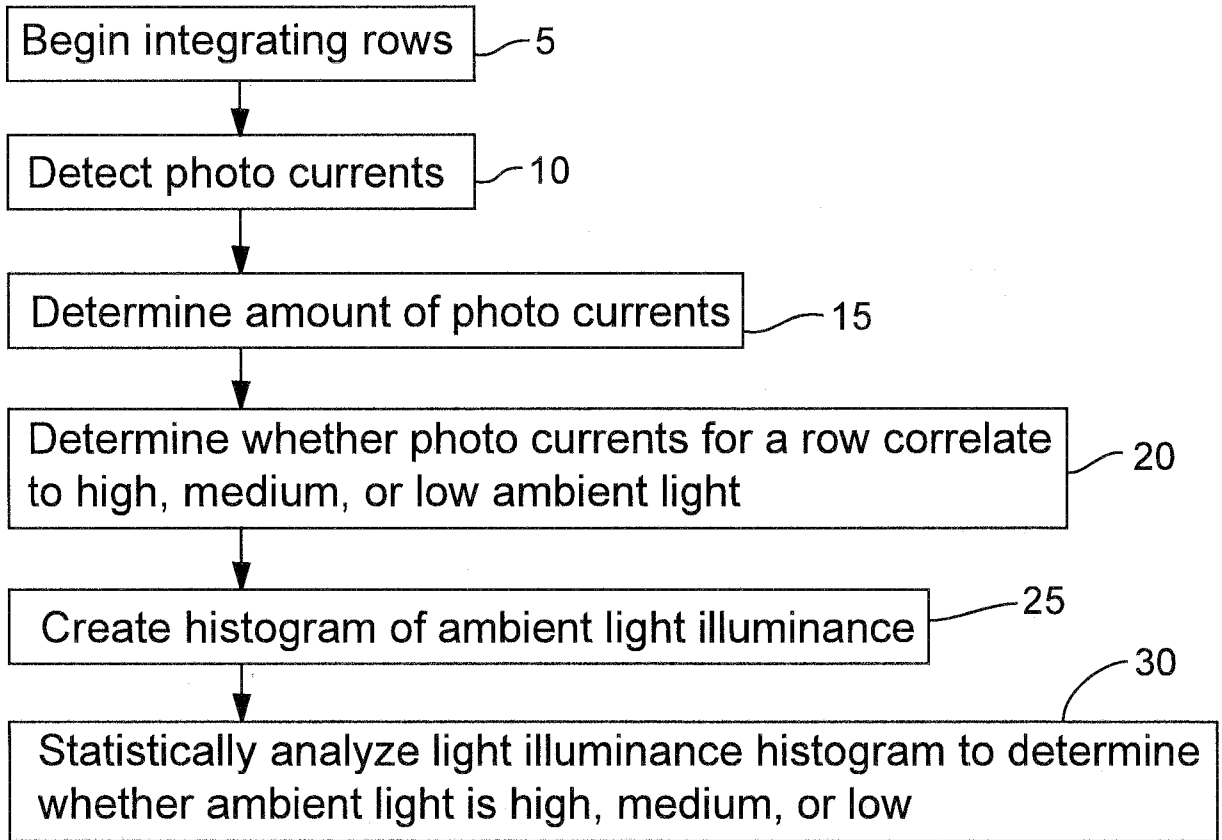 Begin integrating rows
5
Detect photo currents
10
Determine amount of photo currents
15
Determine whether photo currents for a row correlate
to high, medium, or low ambient light
20
Create histogram of ambient light illuminance
25
30
Statistically analyze light illuminance histogram to determine
whether ambient light is high, medium, or low